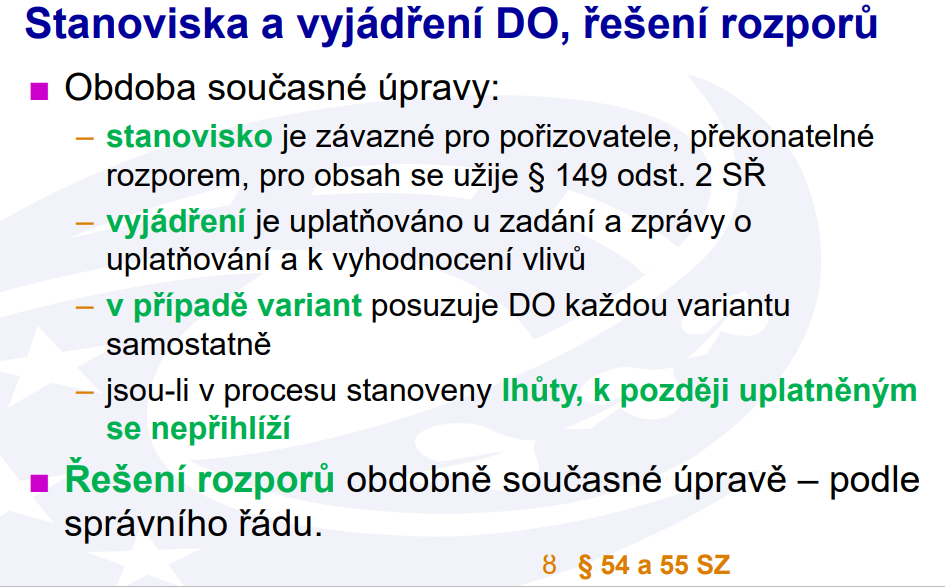 Stanoviska a vyjádření DO, řešení rozporů
■ Obdoba současné úpravy:
– stanovisko je závazné pro pořizovatele, překonatelné
rozporem, pro obsah se užije § 149 odst. 2 SŘ
– vyjádření je uplatňováno u zadání a zprávy o
uplatňování a k vyhodnocení vlivů
– v případě variant posuzuje DO každou variantu
samostatně
– jsou-li v procesu stanoveny lhůty, k později uplatněným
se nepřihlíží
■ Řešení rozporů obdobně současné úpravě – podle
správního řádu.
8 § 54 a 55 SZ